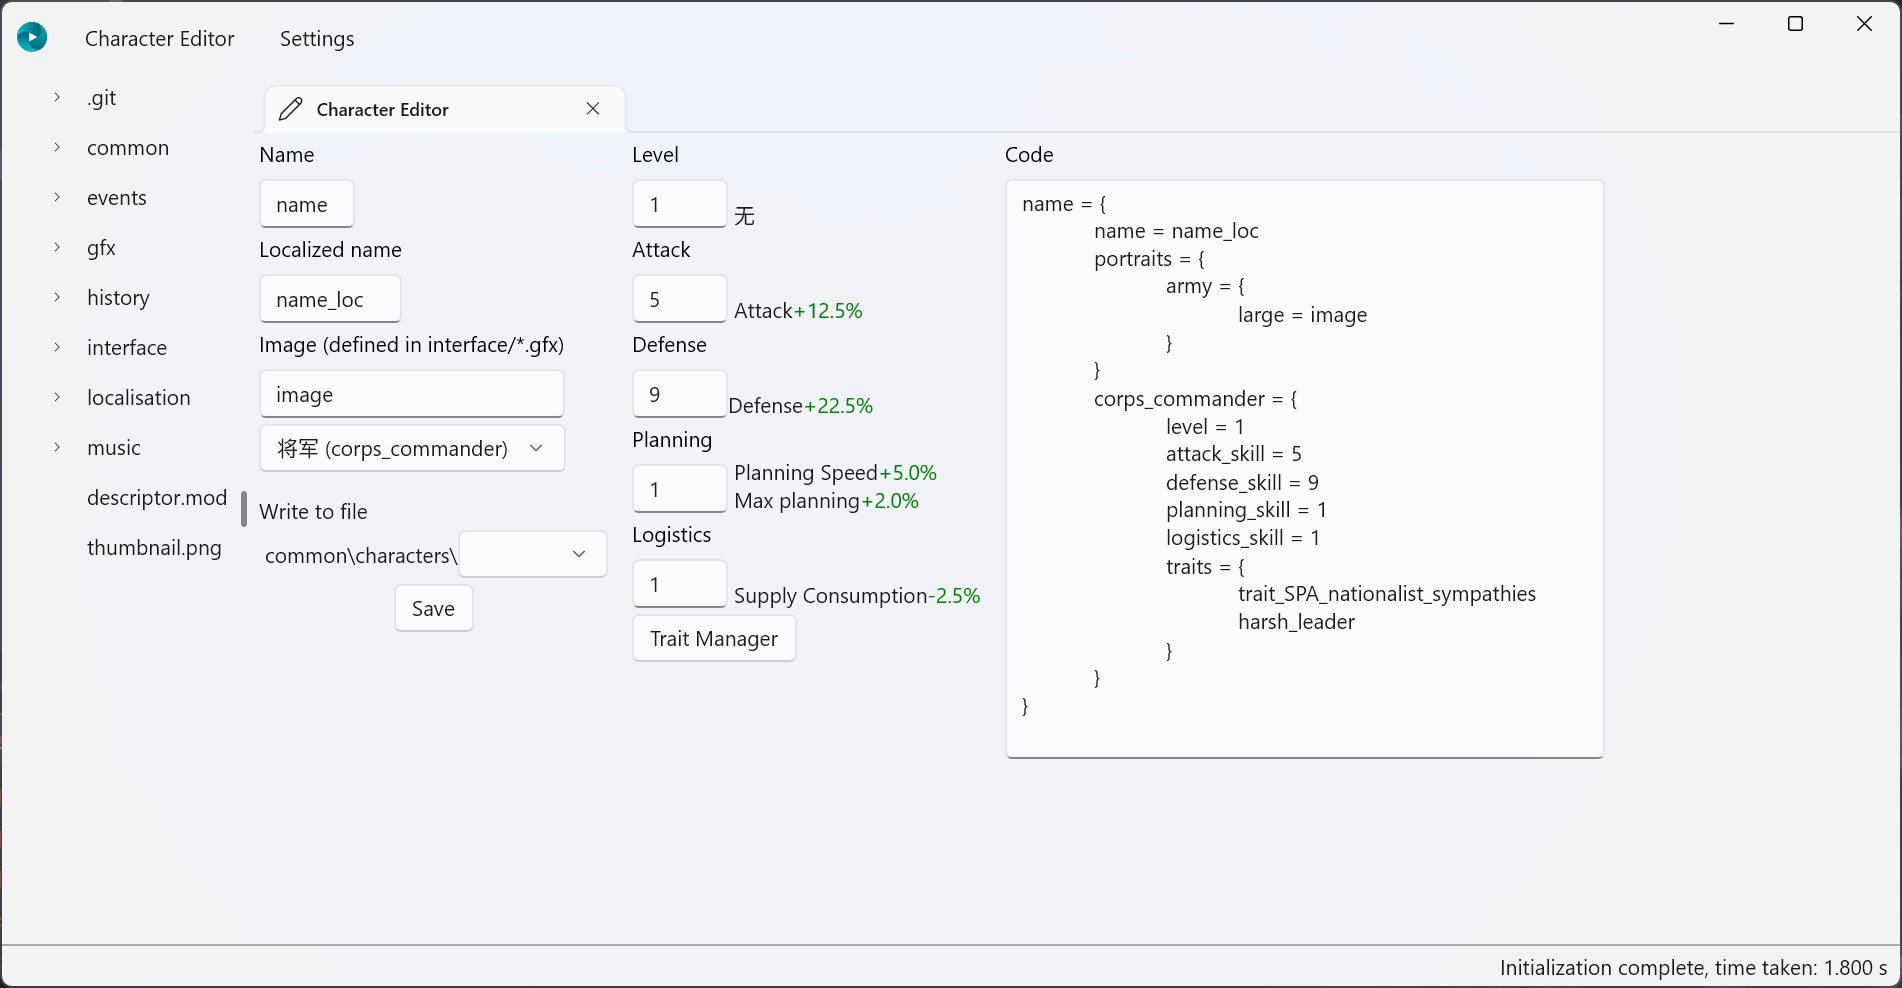 Character Editor
Settings
.git
common
events
gfx
history
interface
localisation
music
descriptor.mod
thumbnail.png
Character Editor
Name
name
Localized name
name_loc
Image (defined in interface/*.gfx)
image
将军 (corps_commander)
Write to file
common\characters\
Save
Level
1
无
Attack
5
Attack+12.5%
Defense
9
Defense+22.5%
Planning
1
Planning Speed+5.0%
Max planning+2.0%
Logistics
1
Supply Consumption-2.5%
Trait Manager
Code
name = {
name = name_loc
portraits = {
army = {
large = image
}
}
corps_commander = {
level = 1
attack_skill = 5
defense_skill = 9
planning_skill = 1
logistics_skill = 1
traits = {
trait_SPA_nationalist_sympathies
harsh_leader
}
}
}
Initialization complete, time taken: 1.800 s